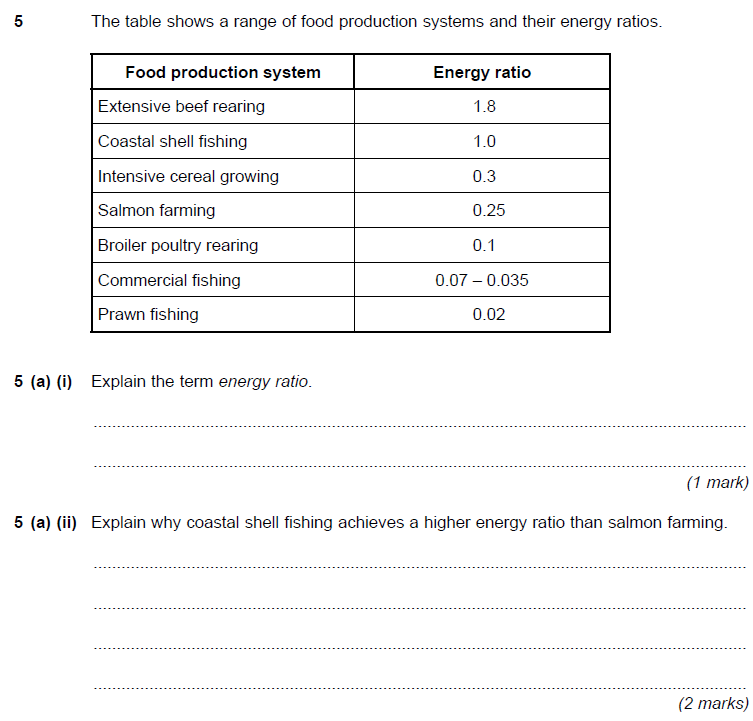 5 The table shows a range of food production systems and their energy ratios.
Food production system Energy ratio
Extensive beef rearing 1.8
Coastal shell fishing 1.0
Intensive cereal growing 0.3
Salmon farming 0.25
Broiler poultry rearing 0.1
Commercial fishing 0.07 – 0.035
Prawn fishing 0.02
5 (a) (i) Explain the term energy ratio.
(1 mark)
5 (a) (ii) Explain why coastal shell fishing achieves a higher energy ratio than salmon farming.
(2 marks)